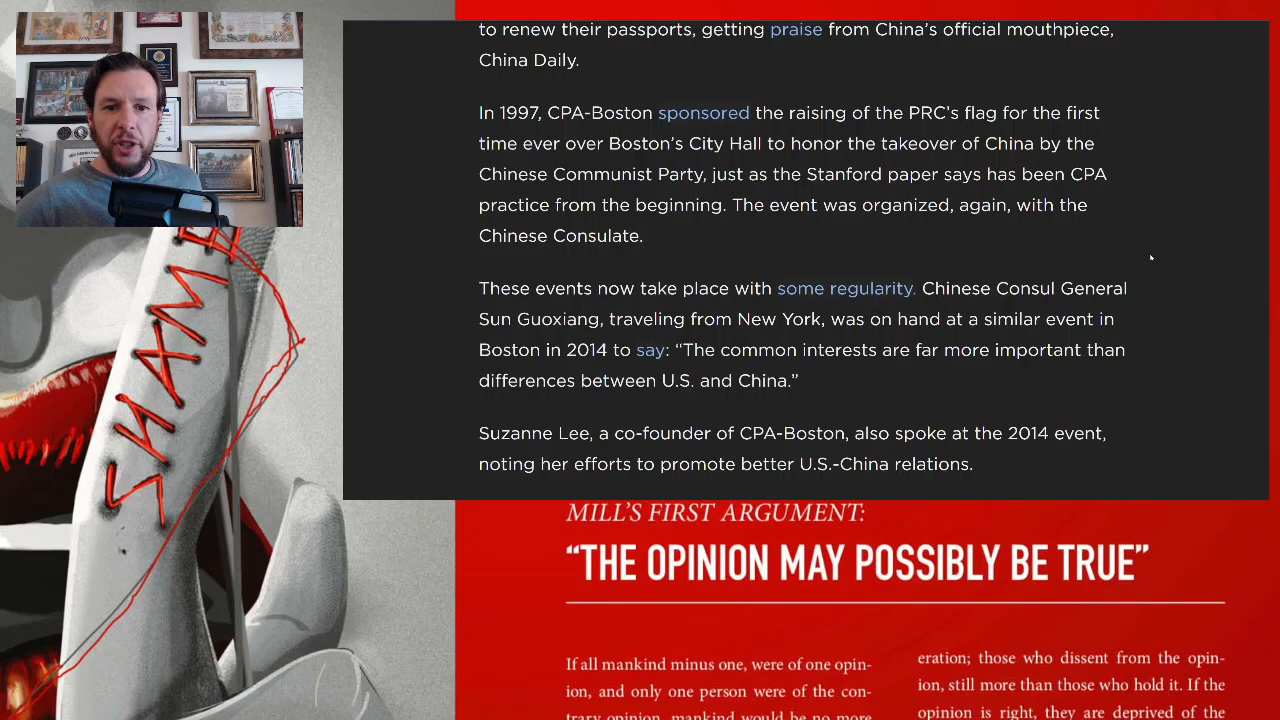 to renew their passports, getting praise from China's official mouthpiece,
China Daily.
In 1997, CPA-Boston sponsored the raising of the PRC's flag for the first
time ever over Boston's City Hall to honor the takeover of China by the
Chinese Communist Party, just as the Stanford paper says has been CPA
practice from the beginning. The event was organized, again, with the
Chinese Consulate.
These events now take place with some regularity. Chinese Consul General
Sun Guoxiang, traveling from New York, was on hand at a similar event in
Boston in 2014 to say: “The common interests are far more important than
differences between U.S. and China.”
Suzanne Lee, a co-founder of CPA-Boston, also spoke at the 2014 event,
noting her efforts to promote better U.S.-China relations.
SHAME
MILL'S FIRST ARGUMENT:
“THE OPINION MAY POSSIBLY BE TRUE”
If all mankind minus one, were of one opin-
ion, and only one person were of the con-
trary opinion, mankind would be no more
eration; those who dissent from the opin-
ion, still more than those who hold it. If the
opinion is right, they are deprived of the